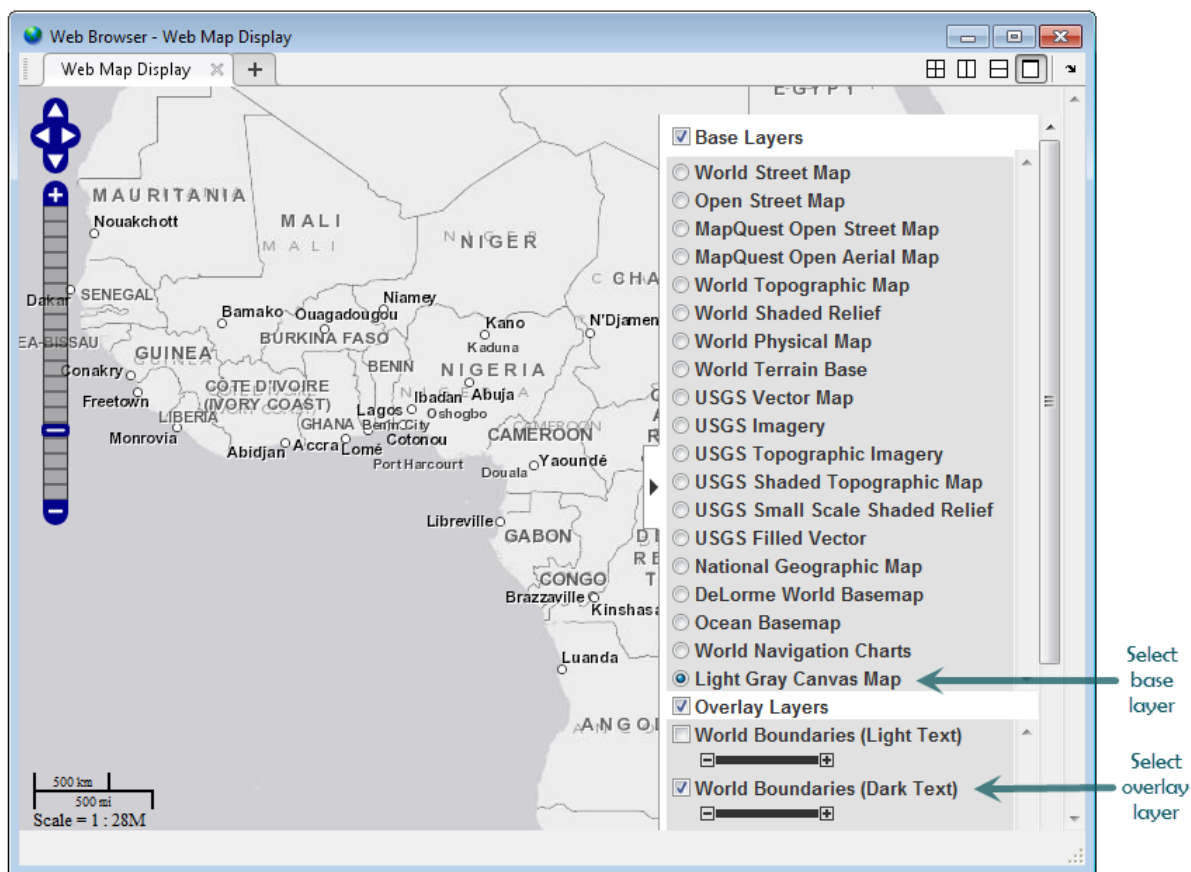 Web Browser - Web Map Display
Web Map Display
EGYPT
MAURITANIA
Nouakchott
MALI
MALI
NIGER
NIGER
CHA
Dakar
SENEGAL
Bamako
Ouagadougou
Niamey
Kano
N'Djamen
EA-BISSAU
GUINEA
GUINEA
BURKINA FASO
Kaduna
BENIN
NIGERIA
Conakry
CÔTE D'IVOIRE
(IVORY COAST)
Ibadan
Abuja
Freetown
LIBERIA
GHANA
Lagos
Oshogbo
Benin City
Monrovia
Abidjan
Accra
Lomé
Cotonou
CAMEROON
CAMEROON
Port Harcourt
Douala
Yaoundé
Libreville
GABON
CONGO
Brazzaville
Kinshasa
Luanda
ANGOL
500 km
500 mi
Scale = 1 : 28M
Base Layers
World Street Map
Open Street Map
MapQuest Open Street Map
MapQuest Open Aerial Map
World Topographic Map
World Shaded Relief
World Physical Map
World Terrain Base
USGS Vector Map
USGS Imagery
USGS Topographic Imagery
USGS Shaded Topographic Map
USGS Small Scale Shaded Relief
USGS Filled Vector
National Geographic Map
DeLorme World Basemap
Ocean Basemap
World Navigation Charts
Light Gray Canvas Map
Overlay Layers
World Boundaries (Light Text)
World Boundaries (Dark Text)
Select
base
layer
Select
overlay
layer